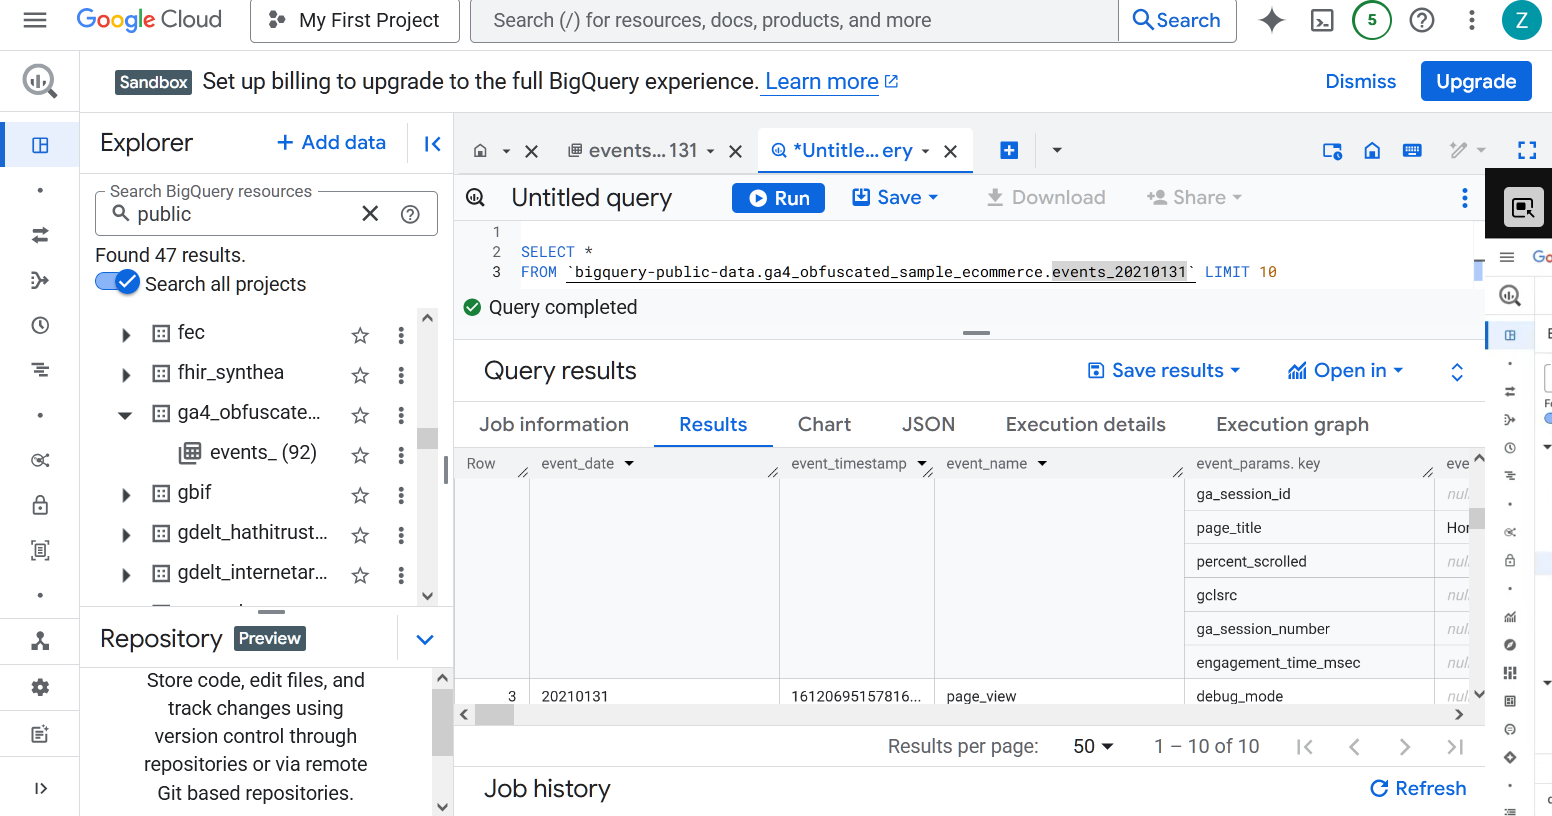 Google Cloud
My First Project
Search (/) for resources, docs, products, and more
Search
5
Z
Sandbox Set up billing to upgrade to the full BigQuery experience. Learn more
Dismiss
Upgrade
Explorer
+ Add data
Search BigQuery resources
public
Found 47 results.
Search all projects
fec
fhir_synthea
ga4_obfuscate...
events_ (92)
gbif
gdelt_hathitrust...
gdelt_internetar...
Repository Preview
Store code, edit files, and
track changes using
version control through
repositories or via remote
Git based repositories.
events...131
*Untitle...ery
Untitled query
Run
Save
Download
Share
1
2 SELECT *
3 FROM `bigquery-public-data.ga4_obfuscated_sample_ecommerce.events_20210131` LIMIT 10
Query completed
Query results
Save results
Open in
Job information
Results
Chart
JSON
Execution details
Execution graph
Row event_date event_timestamp event_name event_params. key eve
ga_session_id nul
page_title Hor
percent_scrolled nul
gclsrc nul
ga_session_number nul
engagement_time_msec nul
3 20210131 16120695157816... page_view debug_mode nul
Results per page: 50 1 – 10 of 10
Job history
Refresh
Go